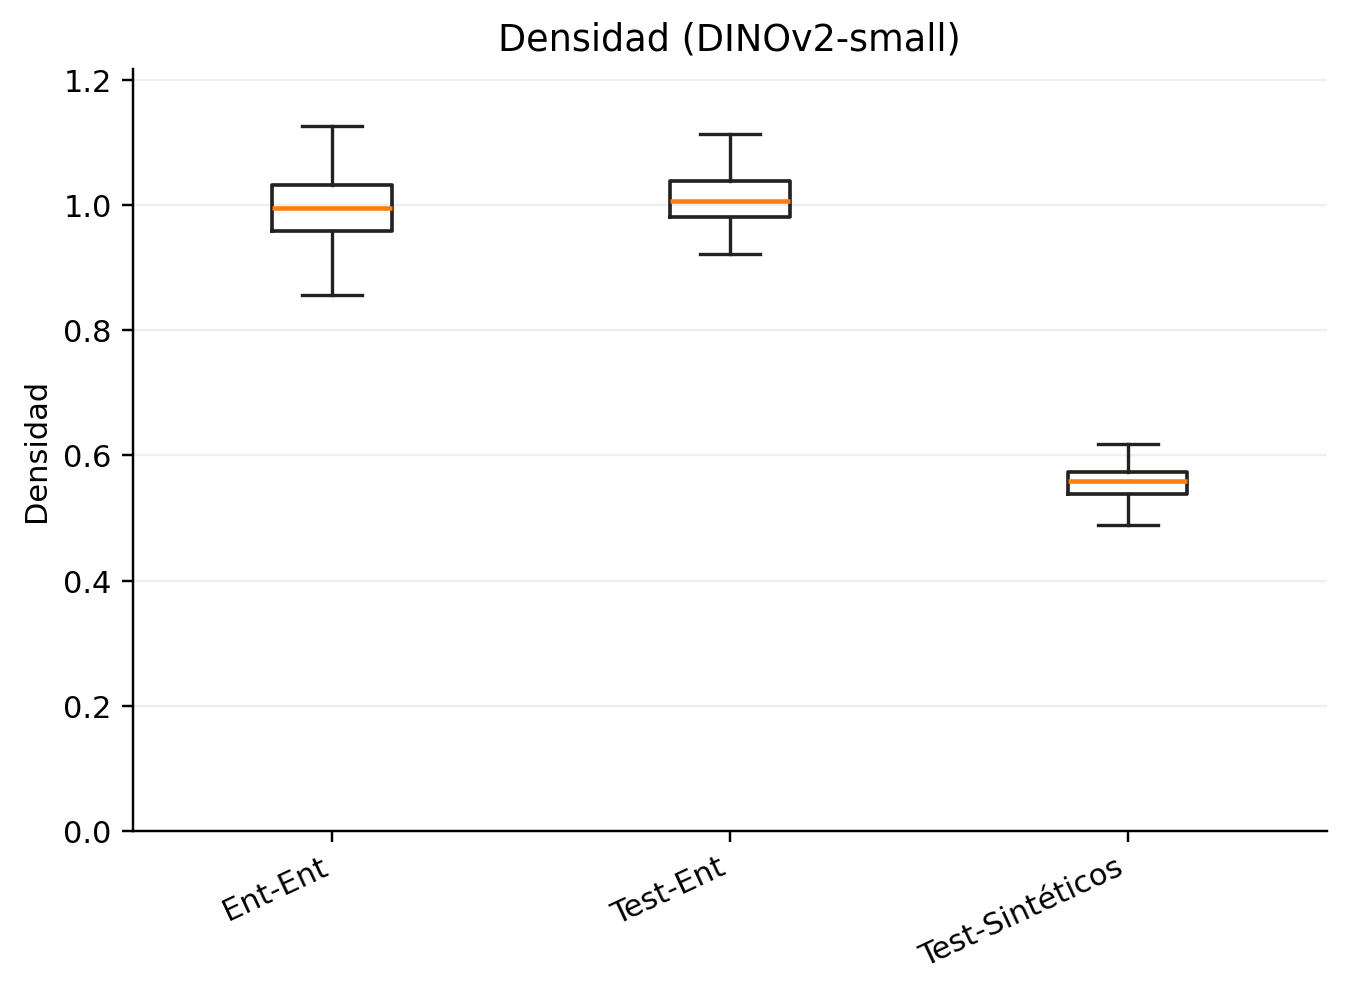 Densidad (DINOv2-small)
Densidad
1.2
1.0
0.8
0.6
0.4
0.2
0.0
Ent-Ent
Test-Ent
Test-Sintéticos